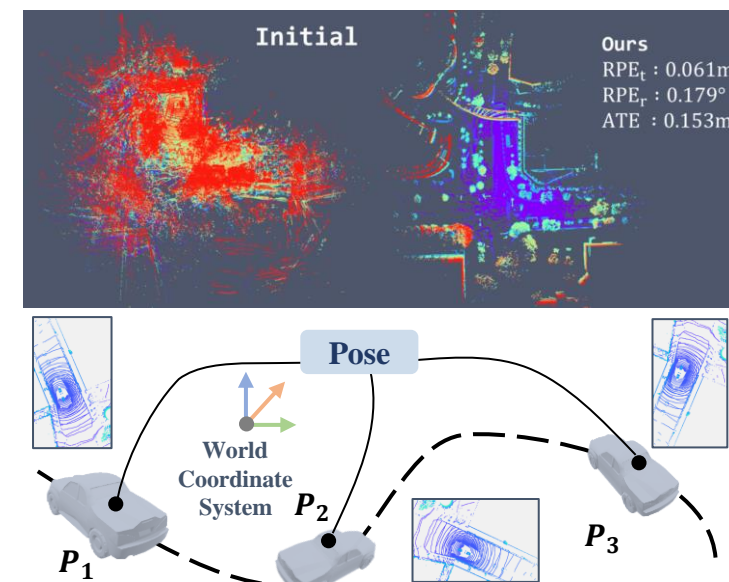 Initial
Ours
RPEₜ : 0.061m
RPEᵣ : 0.179°
ATE : 0.153m
Pose
World
Coordinate
System
P₁
P₂
P₃